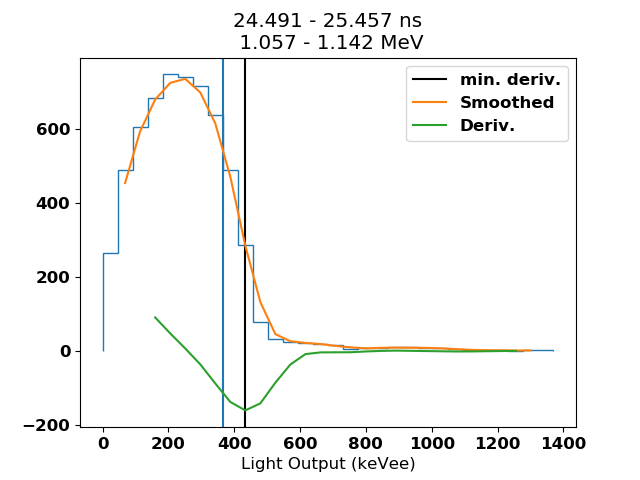 24.491 - 25.457 ns
1.057 - 1.142 MeV
min. deriv.
Smoothed
Deriv.
600
400
200
0
−200
0 200 400 600 800 1000 1200 1400
Light Output (keVee)